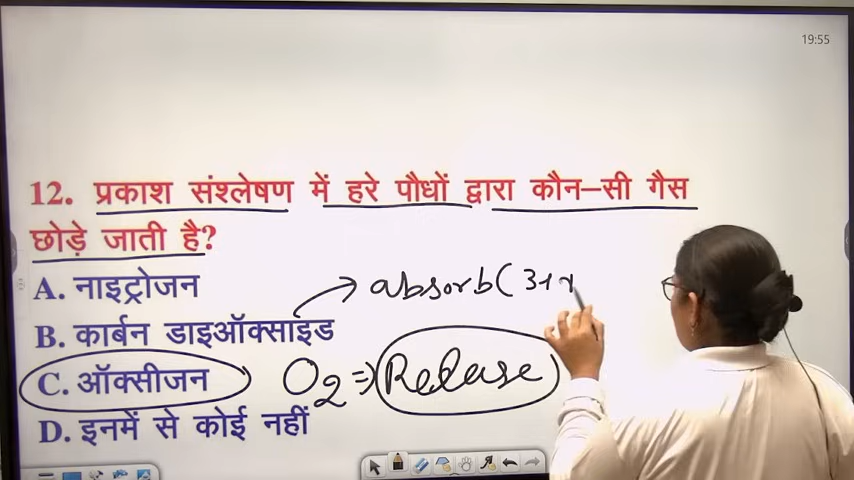 19:55
12. प्रकाश संश्लेषण में हरे पौधों द्वारा कौन–सी गैस
छोड़े जाती है?
A. नाइट्रोजन
absorb(
B. कार्बन डाइऑक्साइड
C. ऑक्सीजन
O2 ⇒ Release
D. इनमें से कोई नहीं